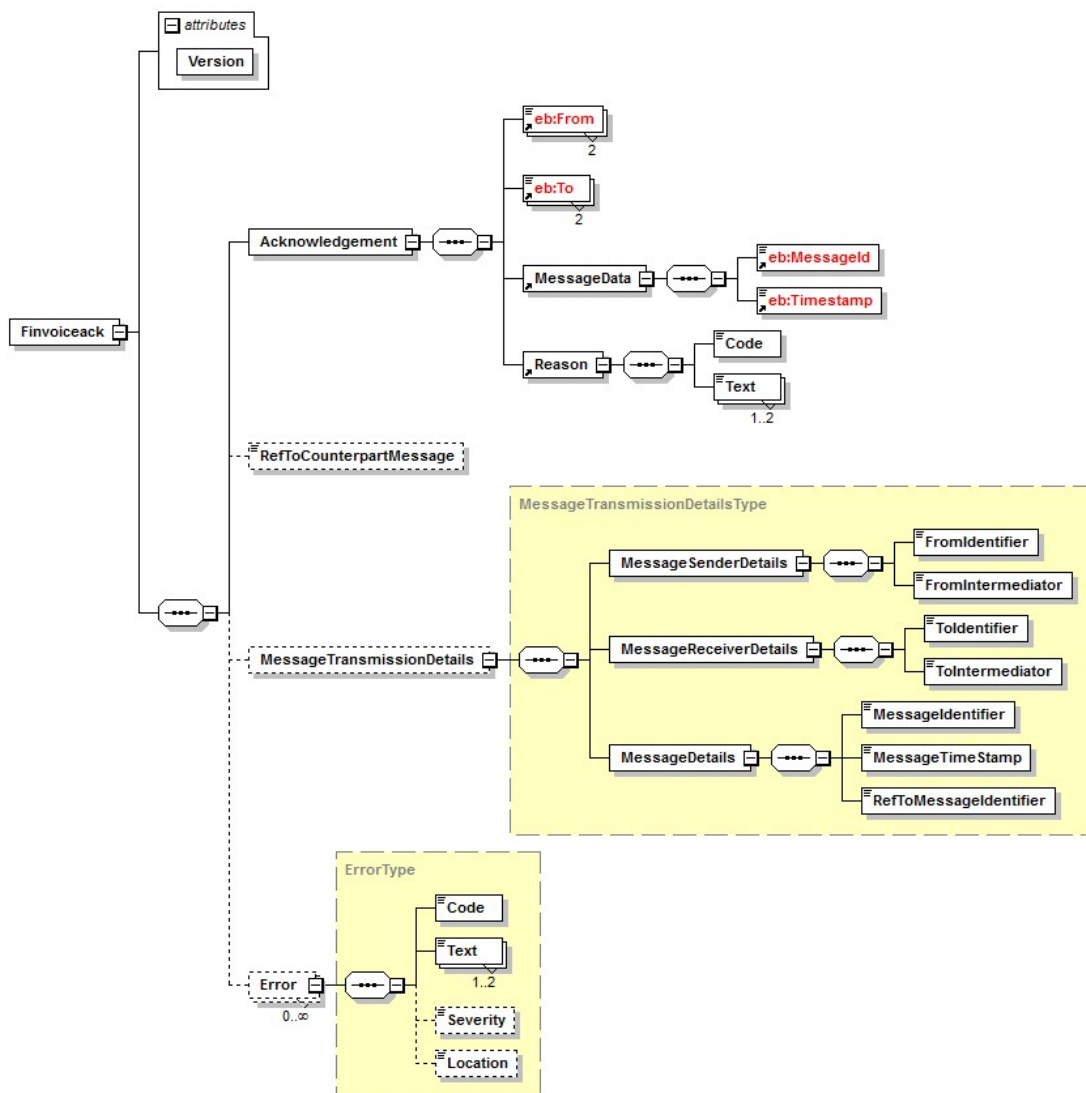 attributes
Version
eb:From
2
eb:To
2
Acknowledgement
MessageData
eb:MessageId
eb:Timestamp
Finvoiceack
Reason
Code
Text
1..2
RefToCounterpartMessage
MessageTransmissionDetailsType
MessageSenderDetails
FromIdentifier
FromIntermediator
MessageTransmissionDetails
MessageReceiverDetails
ToIdentifier
ToIntermediator
MessageDetails
MessageIdentifier
MessageTimeStamp
RefToMessageIdentifier
ErrorType
Code
Text
1..2
Error
0..∞
Severity
Location